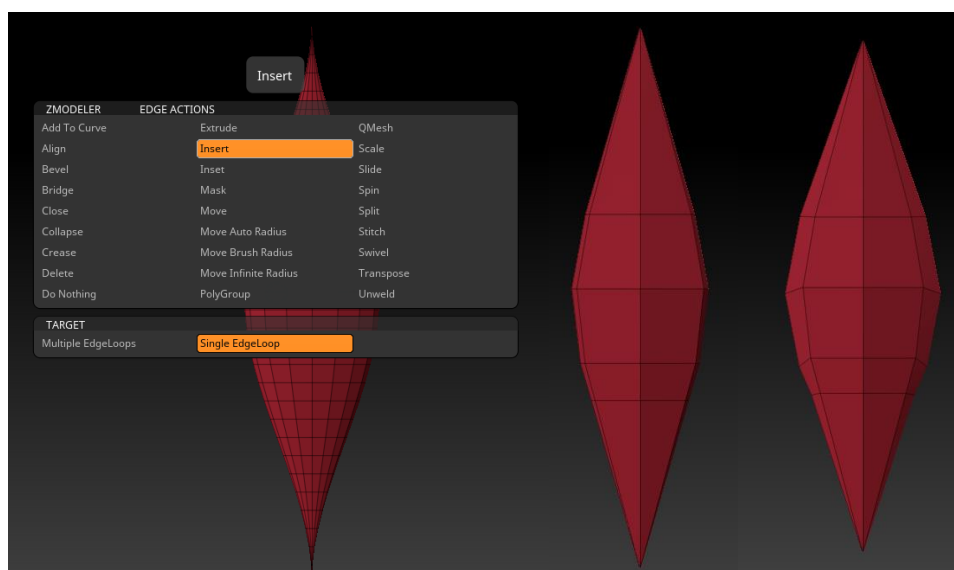 Insert
ZMODELER EDGE ACTIONS
Add To Curve Extrude QMesh
Align Insert Scale
Bevel Inset Slide
Bridge Mask Spin
Close Move Split
Collapse Move Auto Radius Stitch
Crease Move Brush Radius Swivel
Delete Move Infinite Radius Transpose
Do Nothing PolyGroup Unweld
TARGET
Multiple EdgeLoops Single EdgeLoop